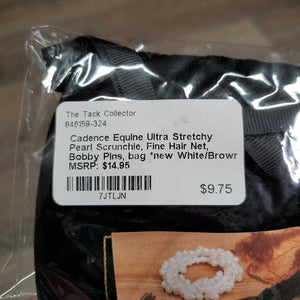 The Tack Collector
848159-324
Cadence Equine Ultra Stretchy
Pearl Scrunchie, Fine Hair Net,
Bobby Pins, bag *new White/Browr
MSRP: $14.95
7JTLJN
$9.75